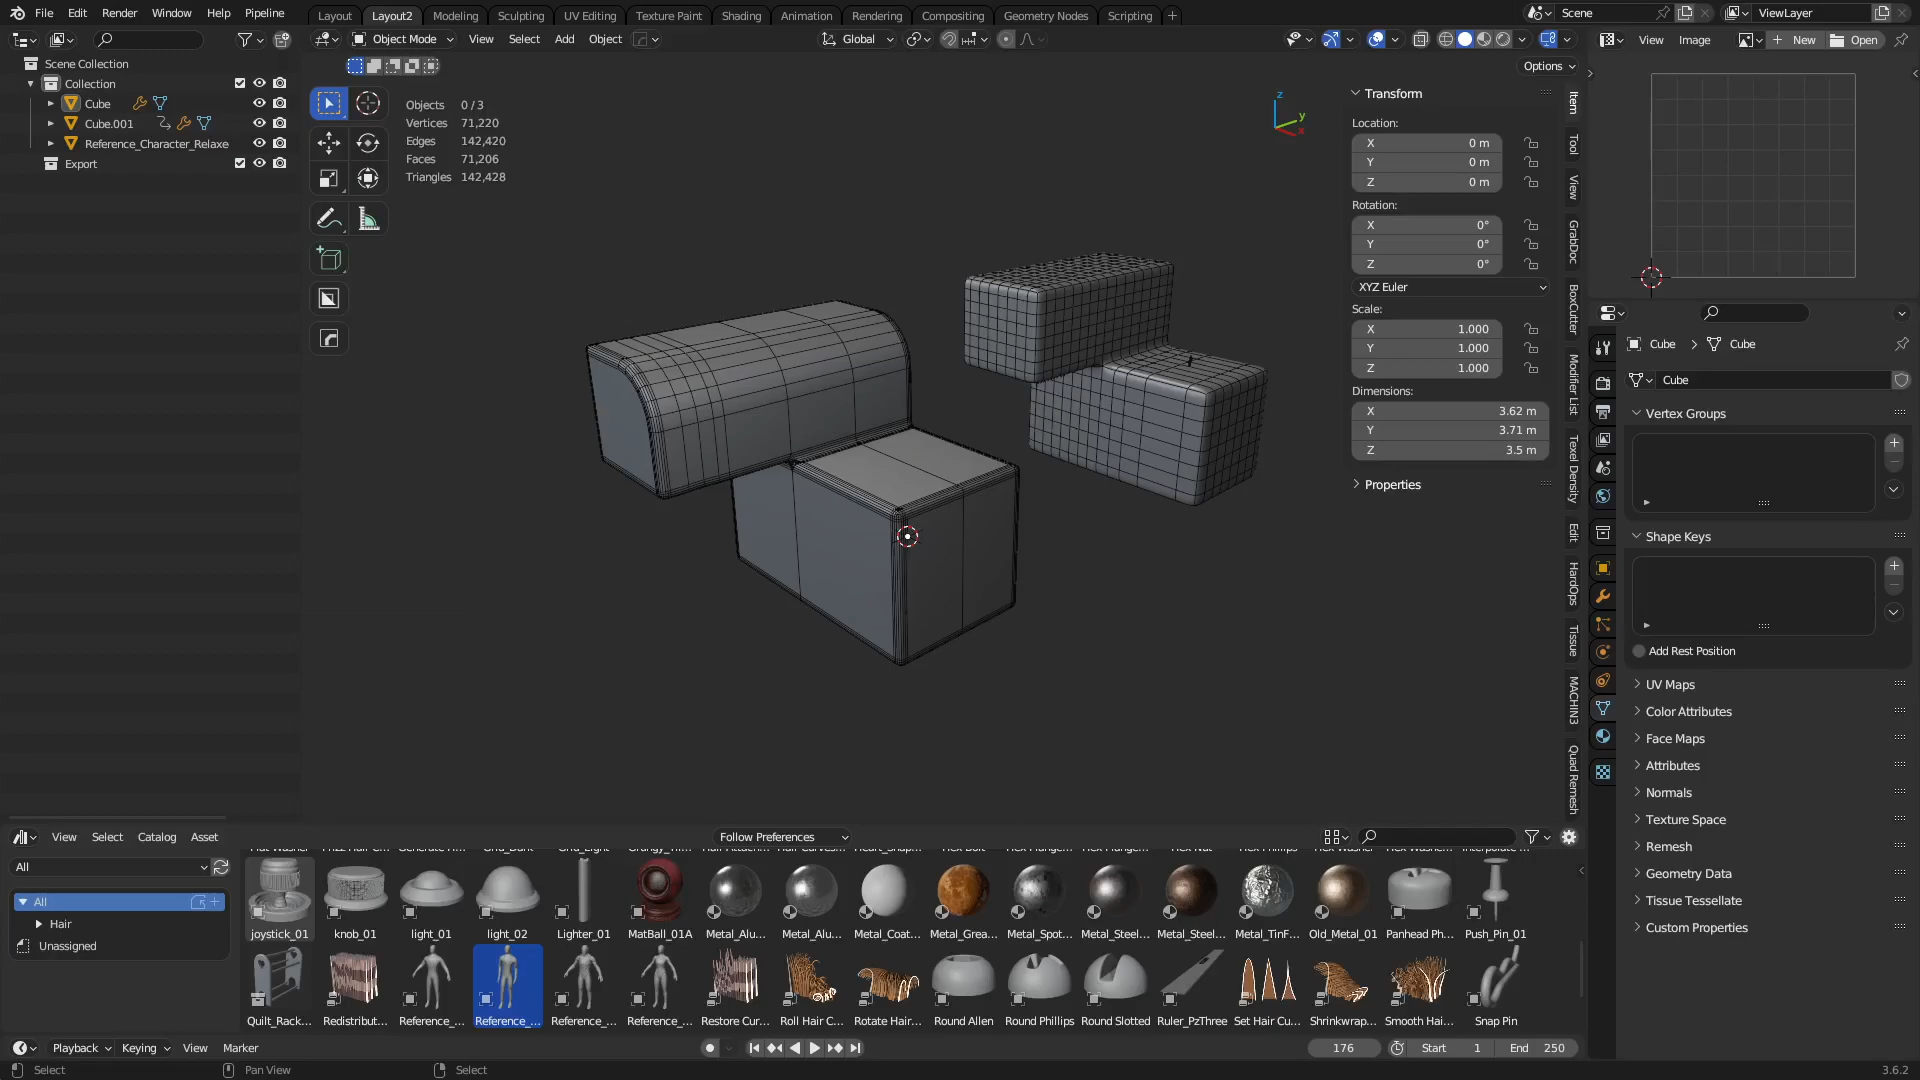 File Edit Render Window Help Pipeline
Layout Layout2 Modeling Sculpting UV Editing Texture Paint Shading Animation Rendering Compositing Geometry Nodes Scripting
Scene
ViewLayer
Object Mode View Select Add Object
Global
View Image New Open
Scene Collection
Collection
Cube
Cube.001
Reference_Character_Relaxe
Export
Options
Objects 0 / 3
Vertices 71,220
Edges 142,420
Faces 71,206
Triangles 142,428
z
y
x
Transform
Location:
X 0 m
Y 0 m
Z 0 m
Rotation:
X 0°
Y 0°
Z 0°
XYZ Euler
Scale:
X 1.000
Y 1.000
Z 1.000
Dimensions:
X 3.62 m
Y 3.71 m
Z 3.5 m
Properties
Item
Tool
View
GrabDoc
BoxCutter
Modifier List
Texel Density
Edit
HardOps
Tissue
MACHIN3
Quad Remesh
Cube Cube
Cube
Vertex Groups
Shape Keys
Add Rest Position
UV Maps
Color Attributes
Face Maps
Attributes
Normals
Texture Space
Remesh
Geometry Data
Tissue Tessellate
Custom Properties
View Select Catalog Asset
Follow Preferences
All
All
Hair
Unassigned
joystick_01 knob_01 light_01 light_02 Lighter_01 MatBall_01A Metal_Alu... Metal_Alu... Metal_Coat... Metal_Grea... Metal_Spot... Metal_Steel... Metal_Steel... Metal_TinF... Old_Metal_01 Panhead Ph... Push_Pin_01
Quilt_Rack... Redistribut... Reference_... Reference_... Reference_... Reference_... Restore Cur... Roll Hair C... Rotate Hair... Round Allen Round Phillips Round Slotted Ruler_PzThree Set Hair Cu... Shrinkwrap... Smooth Hai... Snap Pin
Playback Keying View Marker
176
Start 1
End 250
Select
Pan View
Select
3.6.2